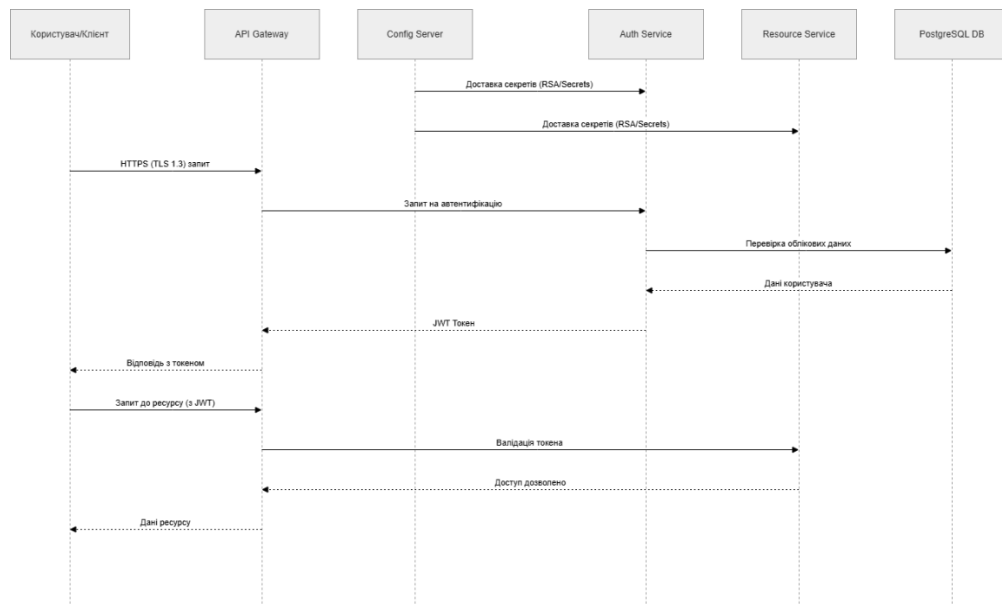 Користувач/Клієнт
API Gateway
Config Server
Auth Service
Resource Service
PostgreSQL DB
Доставка секретів (RSA/Secrets)
Доставка секретів (RSA/Secrets)
HTTPS (TLS 1.3) запит
Запит на автентифікацію
Перевірка облікових даних
Дані користувача
JWT Токен
Відповідь з токеном
Запит до ресурсу (з JWT)
Валідація токена
Доступ дозволено
Дані ресурсу